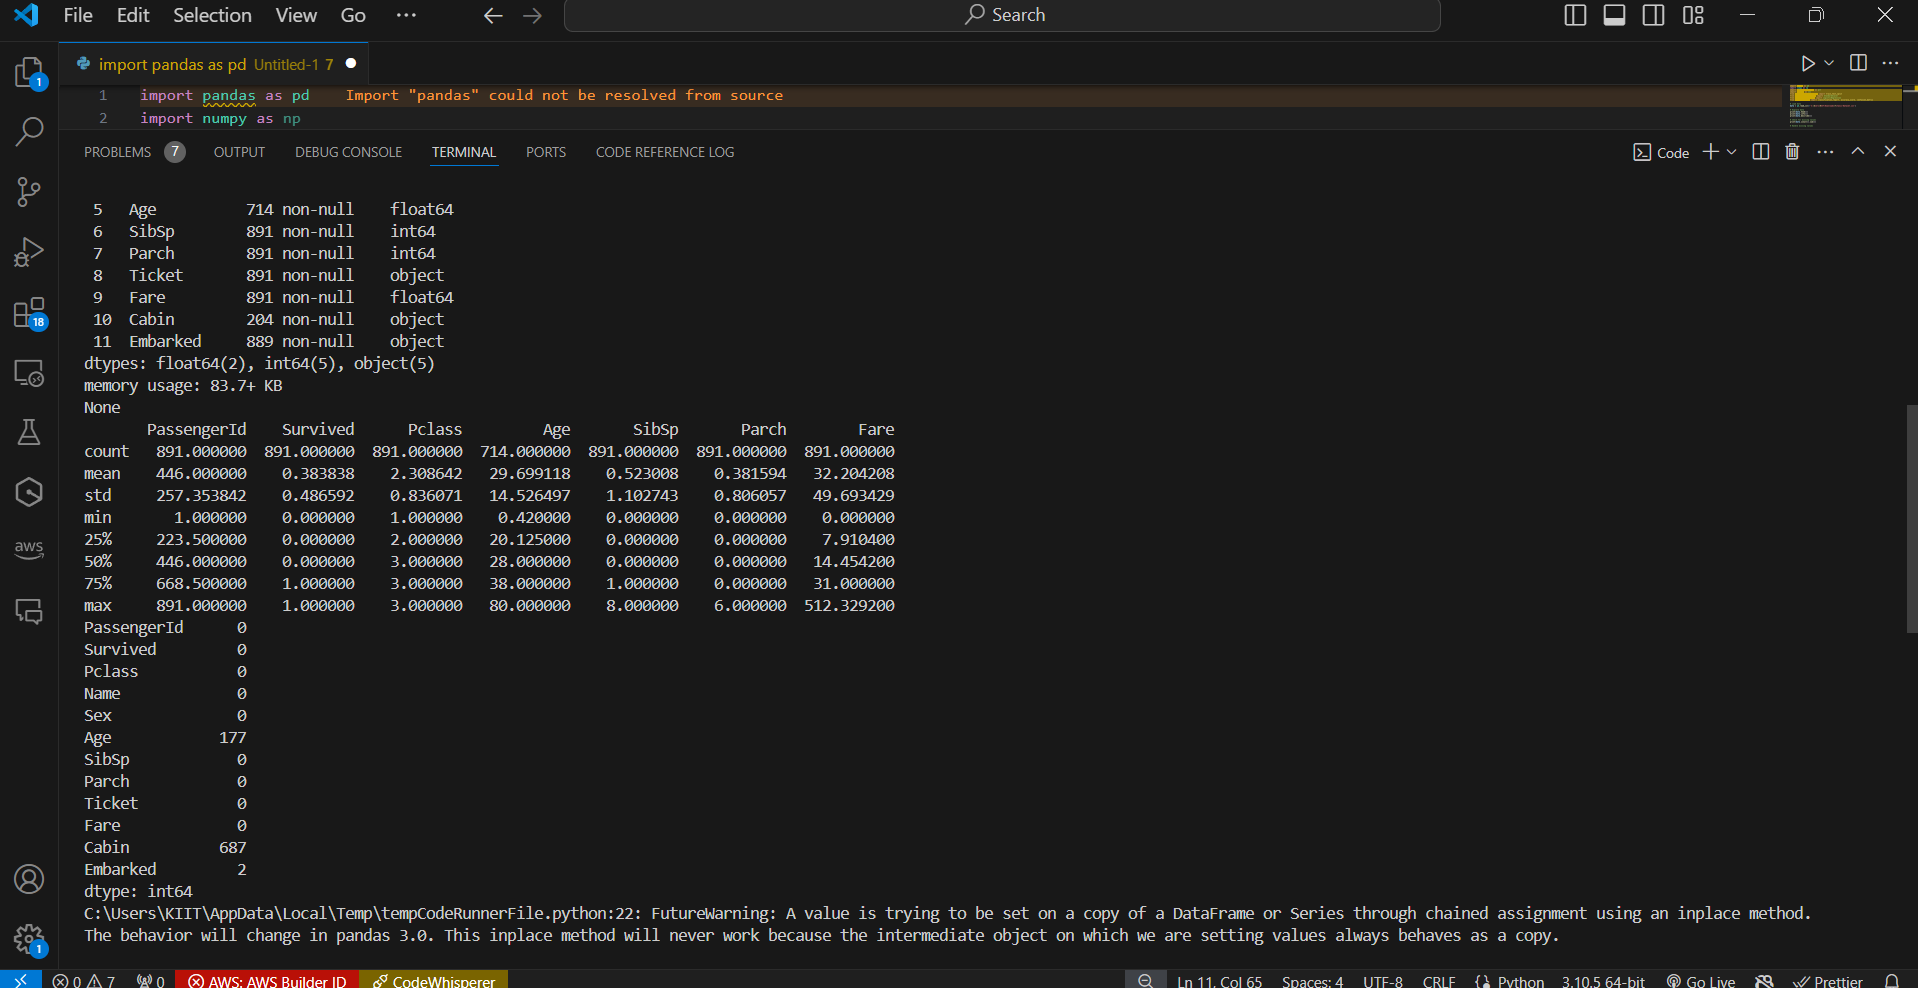 File Edit Selection View Go ··· Search
1
import pandas as pd Untitled-1 7
1 import pandas as pd Import "pandas" could not be resolved from source
2 import numpy as np
PROBLEMS 7 OUTPUT DEBUG CONSOLE TERMINAL PORTS CODE REFERENCE LOG Code
5 Age 714 non-null float64
6 SibSp 891 non-null int64
7 Parch 891 non-null int64
8 Ticket 891 non-null object
9 Fare 891 non-null float64
10 Cabin 204 non-null object
11 Embarked 889 non-null object
dtypes: float64(2), int64(5), object(5)
memory usage: 83.7+ KB
None
PassengerId Survived Pclass Age SibSp Parch Fare
count 891.000000 891.000000 891.000000 714.000000 891.000000 891.000000 891.000000
mean 446.000000 0.383838 2.308642 29.699118 0.523008 0.381594 32.204208
std 257.353842 0.486592 0.836071 14.526497 1.102743 0.806057 49.693429
min 1.000000 0.000000 1.000000 0.420000 0.000000 0.000000 0.000000
25% 223.500000 0.000000 2.000000 20.125000 0.000000 0.000000 7.910400
50% 446.000000 0.000000 3.000000 28.000000 0.000000 0.000000 14.454200
75% 668.500000 1.000000 3.000000 38.000000 1.000000 0.000000 31.000000
max 891.000000 1.000000 3.000000 80.000000 8.000000 6.000000 512.329200
PassengerId 0
Survived 0
Pclass 0
Name 0
Sex 0
Age 177
SibSp 0
Parch 0
Ticket 0
Fare 0
Cabin 687
Embarked 2
dtype: int64
C:\Users\KIIT\AppData\Local\Temp\tempCodeRunnerFile.python:22: FutureWarning: A value is trying to be set on a copy of a DataFrame or Series through chained assignment using an inplace method.
The behavior will change in pandas 3.0. This inplace method will never work because the intermediate object on which we are setting values always behaves as a copy.
18
aws
1
0 7 0 AWS: AWS Builder ID CodeWhisperer Ln 11, Col 65 Spaces: 4 UTF-8 CRLF Python 3.10.5 64-bit Go Live Prettier